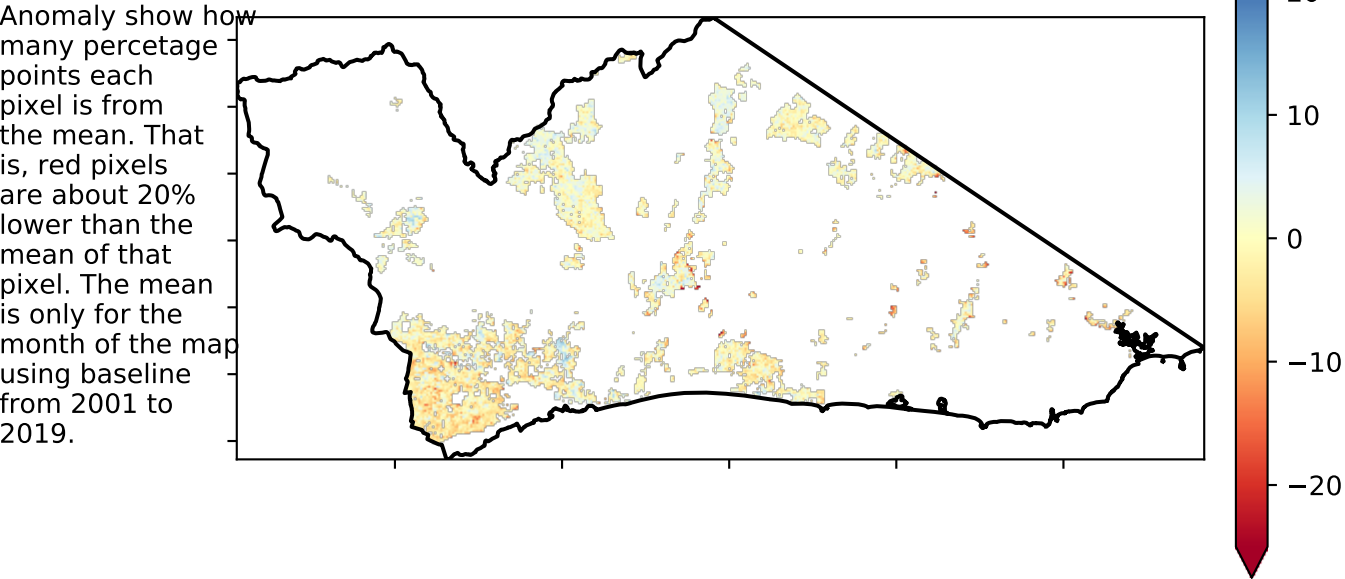 Anomaly show how
many percetage
points each
pixel is from
the mean. That
is, red pixels
are about 20%
lower than the
mean of that
pixel. The mean
is only for the
month of the map
using baseline
from 2001 to
2019.
10
0
−10
−20